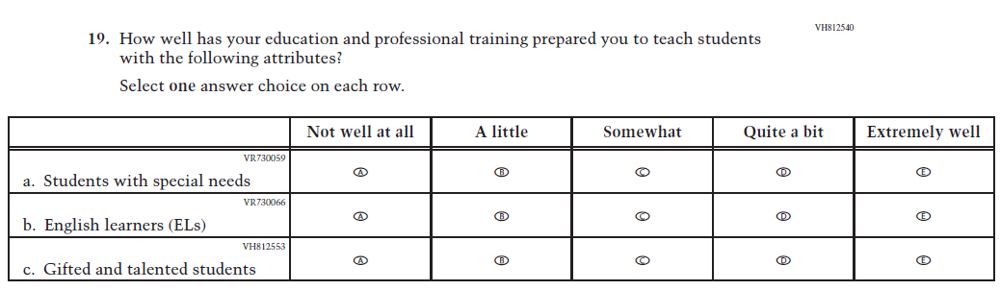 VH812540
19. How well has your education and professional training prepared you to teach students
with the following attributes?
Select one answer choice on each row.
Not well at all A little Somewhat Quite a bit Extremely well
VR730059
a. Students with special needs A B C D E
VR730066
b. English learners (ELs) A B C D E
VH812553
c. Gifted and talented students A B C D E